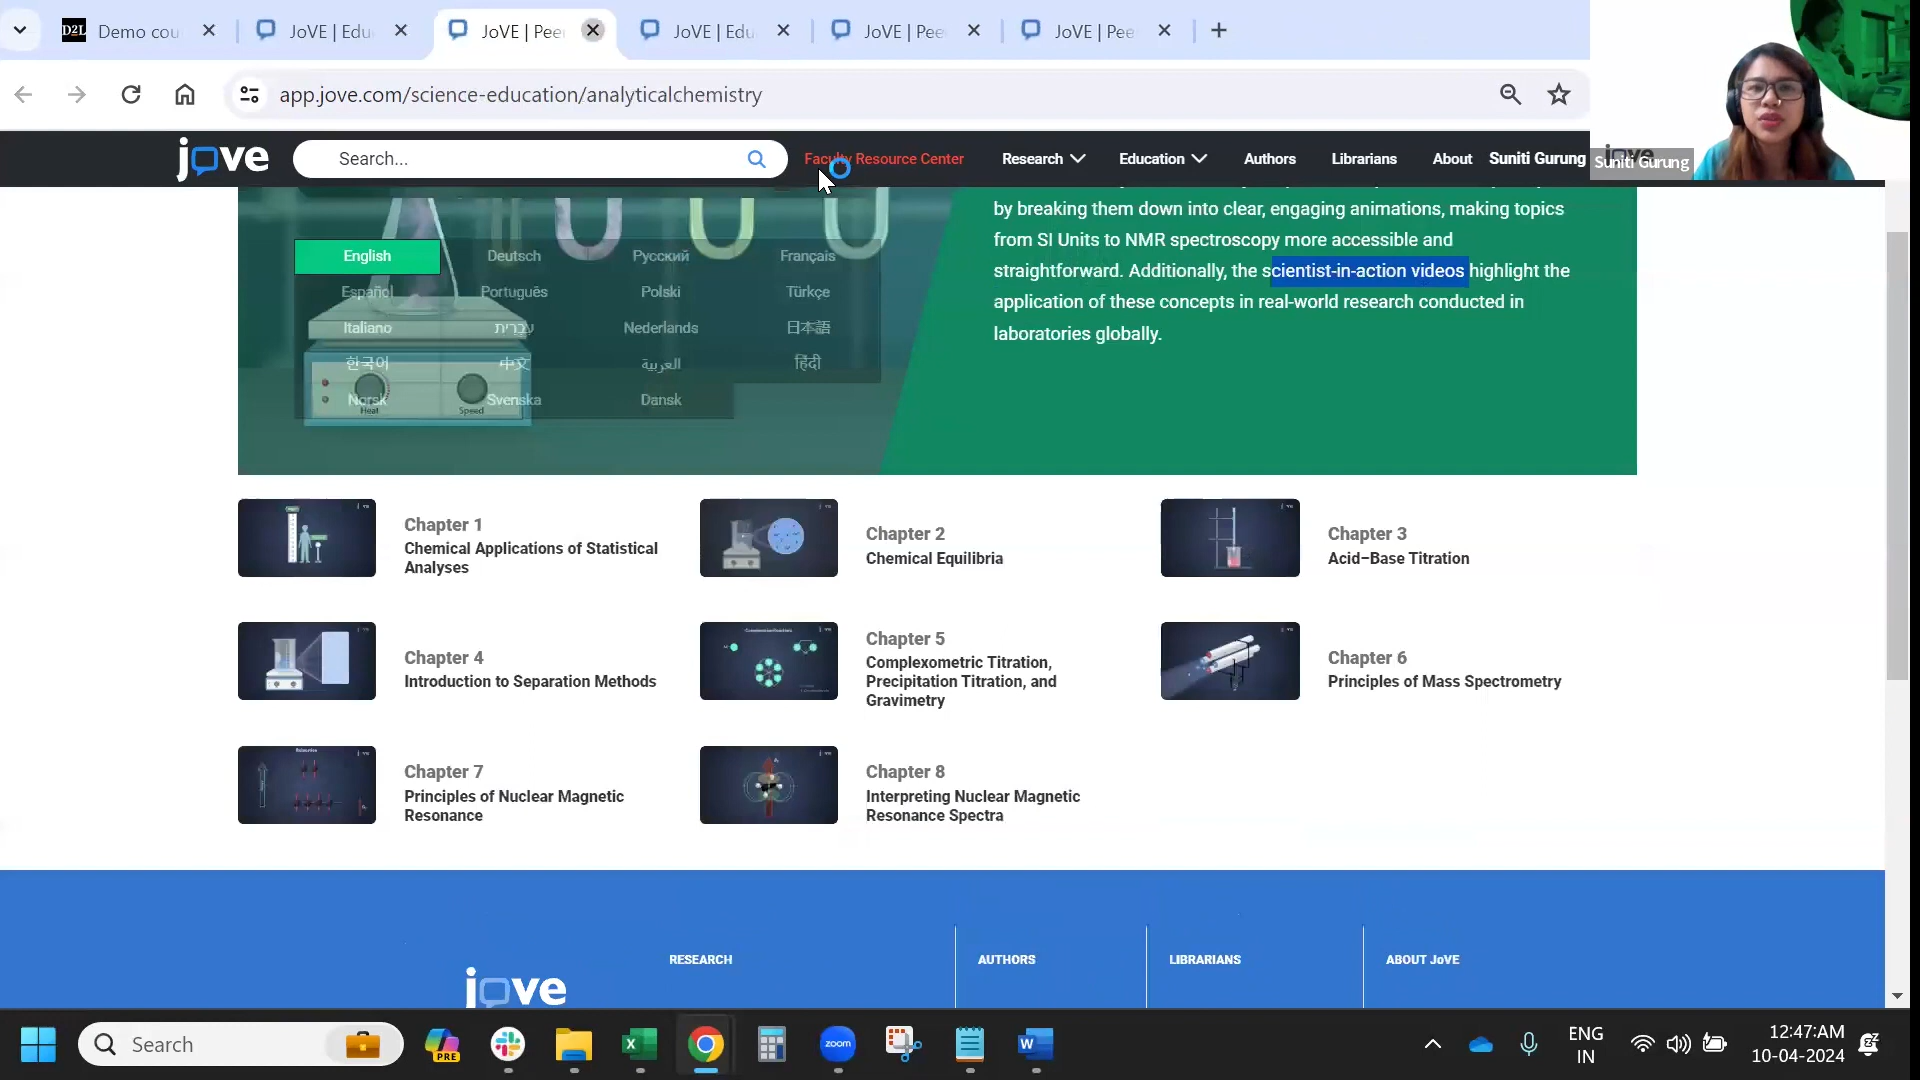 D2L Demo cou
JoVE | Edu
JoVE | Pee
JoVE | Edu
JoVE | Pee
JoVE | Pee
app.jove.com/science-education/analyticalchemistry
jove
Search...
Faculty Resource Center
Research
Education
Authors
Librarians
About
Suniti Gurung
Suniti Gurung
jove
by breaking them down into clear, engaging animations, making topics
from SI Units to NMR spectroscopy more accessible and
straightforward. Additionally, the scientist-in-action videos highlight the
application of these concepts in real-world research conducted in
laboratories globally.
English Deutsch Русский Français
Español Português Polski Türkçe
Italiano עִבְרִית Nederlands 日本語
한국어 中文 العربية हिंदी
Norsk Svenska Dansk
Heat Speed
Chapter 1
Chemical Applications of Statistical
Analyses
Chapter 2
Chemical Equilibria
Chapter 3
Acid–Base Titration
Chapter 4
Introduction to Separation Methods
Chapter 5
Complexometric Titration,
Precipitation Titration, and
Gravimetry
Chapter 6
Principles of Mass Spectrometry
Chapter 7
Principles of Nuclear Magnetic
Resonance
Chapter 8
Interpreting Nuclear Magnetic
Resonance Spectra
jove
RESEARCH
AUTHORS
LIBRARIANS
ABOUT JoVE
Search
PRE
zoom
ENG
IN
12:47:AM
10-04-2024